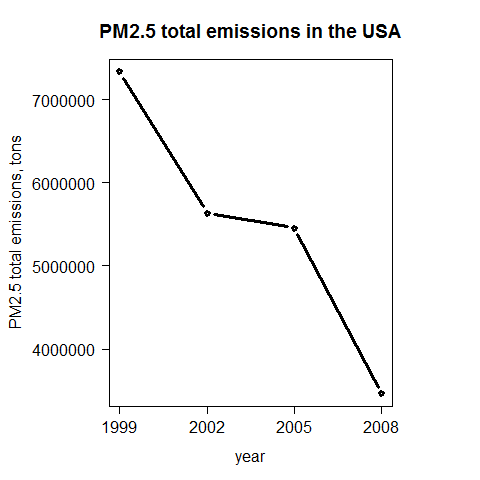 PM2.5 total emissions in the USA
PM2.5 total emissions, tons
7000000
6000000
5000000
4000000
1999 2002 2005 2008
year